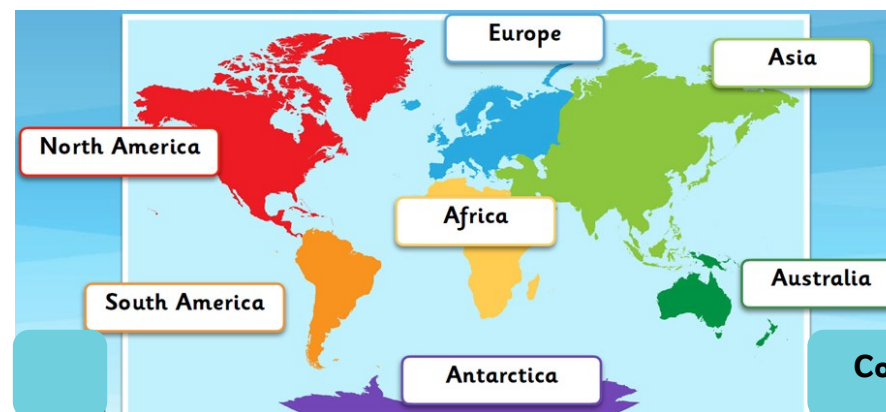 Europe
Asia
North America
Africa
Australia
South America
Antarctica